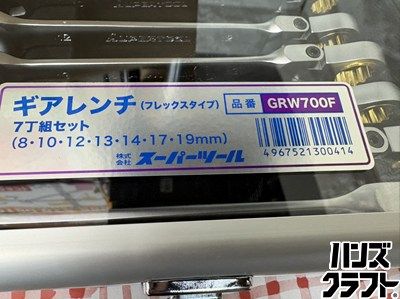 12 SUPERTOOL
ギアレンチ(フレックスタイプ) 品番 GRW700F
7丁組セット
(8・10・12・13・14・17・19mm)
株式会社 スーパーツール
4967521300414
ハンズ
クラフト